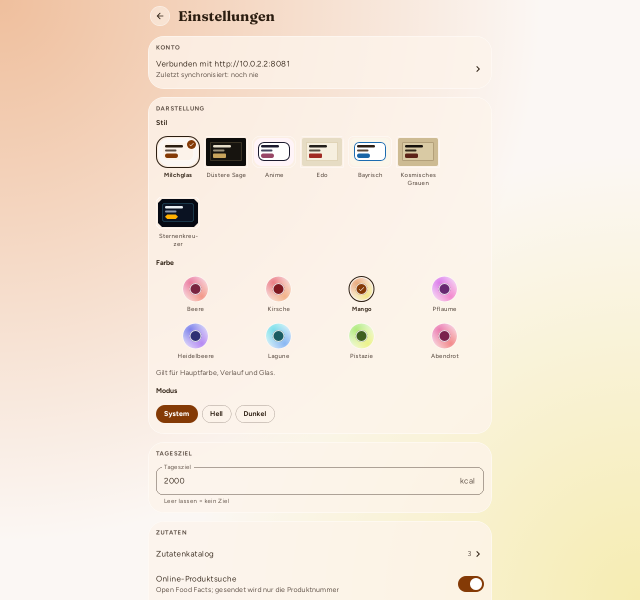 Einstellungen
KONTO
Verbunden mit http://10.0.2.2:8081
Zuletzt synchronisiert: noch nie
DARSTELLUNG
Stil
Milchglas
Düstere Sage
Anime
Edo
Bayrisch
Kosmisches
Grauen
Sternenkreu-
zer
Farbe
Beere
Kirsche
Mango
Pflaume
Heidelbeere
Lagune
Pistazie
Abendrot
Gilt für Hauptfarbe, Verlauf und Glas.
Modus
System
Hell
Dunkel
TAGESZIEL
Tagesziel
2000 kcal
Leer lassen = kein Ziel
ZUTATEN
Zutatenkatalog 3
Online-Produktsuche
Open Food Facts; gesendet wird nur die Produktnummer